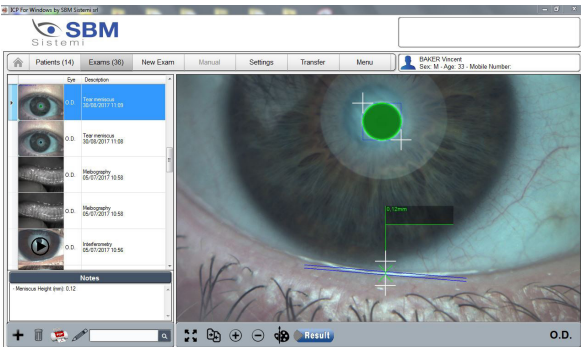 ICP For Windows by SBM Sistemi srl
SBM
Sistemi
Patients (14)
Exams (36)
New Exam
Manual
Settings
Transfer
Menu
BAKER Vincent
Sex: M - Age: 33 - Mobile Number:
Eye
Description
O.D.
Tear meniscus
30/08/2017 11:09
O.D.
Tear meniscus
30/08/2017 11:08
O.D.
Meibography
05/07/2017 10:58
O.D.
Meibography
05/07/2017 10:58
O.D.
Interferometry
05/07/2017 10:56
0.12mm
Notes
- Meniscus Height (mm): 0.12
Result
O.D.